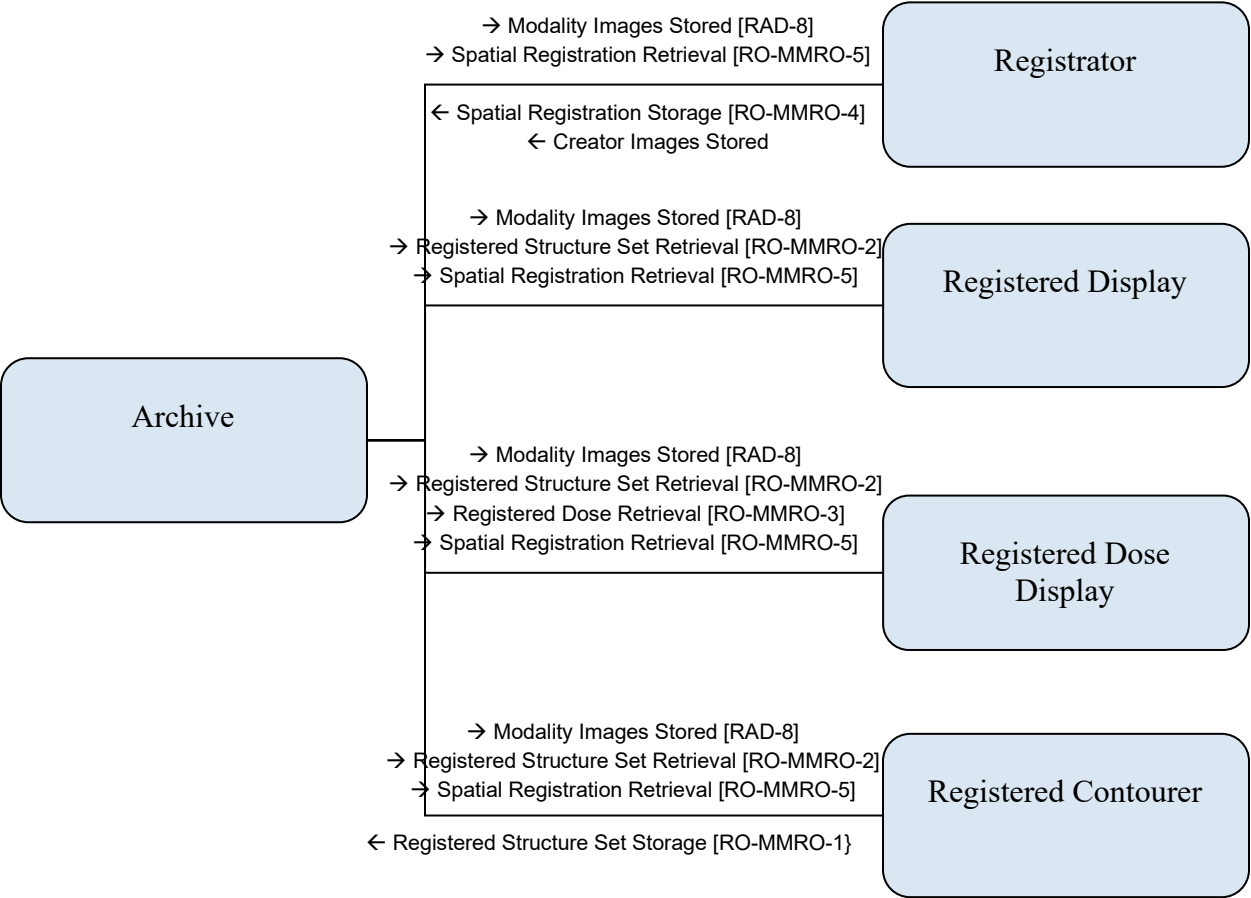 → Modality Images Stored [RAD-8]
→ Spatial Registration Retrieval [RO-MMRO-5]
Registrator
← Spatial Registration Storage [RO-MMRO-4]
← Creator Images Stored
→ Modality Images Stored [RAD-8]
→ Registered Structure Set Retrieval [RO-MMRO-2]
→ Spatial Registration Retrieval [RO-MMRO-5]
Registered Display
Archive
→ Modality Images Stored [RAD-8]
→ Registered Structure Set Retrieval [RO-MMRO-2]
→ Registered Dose Retrieval [RO-MMRO-3]
→ Spatial Registration Retrieval [RO-MMRO-5]
Registered Dose
Display
→ Modality Images Stored [RAD-8]
→ Registered Structure Set Retrieval [RO-MMRO-2]
→ Spatial Registration Retrieval [RO-MMRO-5]
Registered Contourer
← Registered Structure Set Storage [RO-MMRO-1}